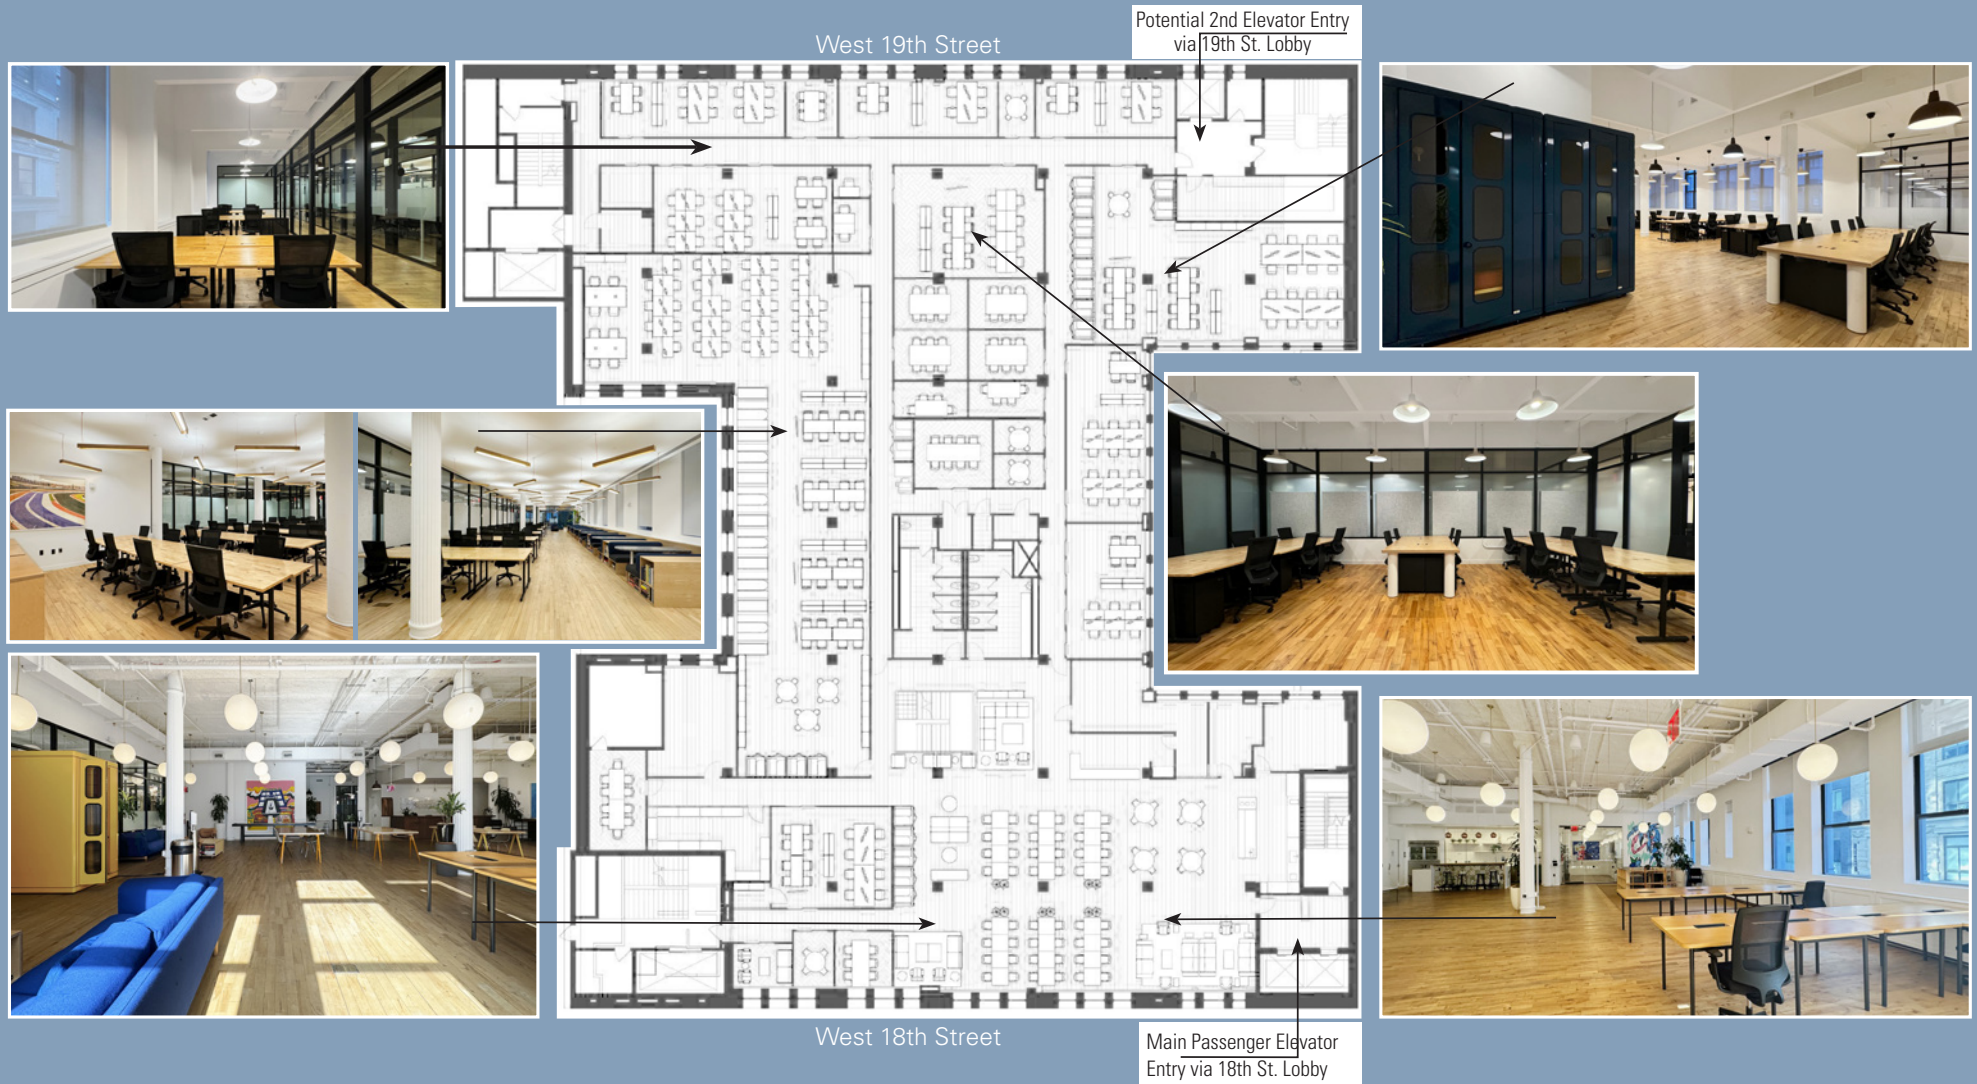 Potential 2nd Elevator Entry
via 19th St. Lobby
West 19th Street
West 18th Street
Main Passenger Elevator
Entry via 18th St. Lobby